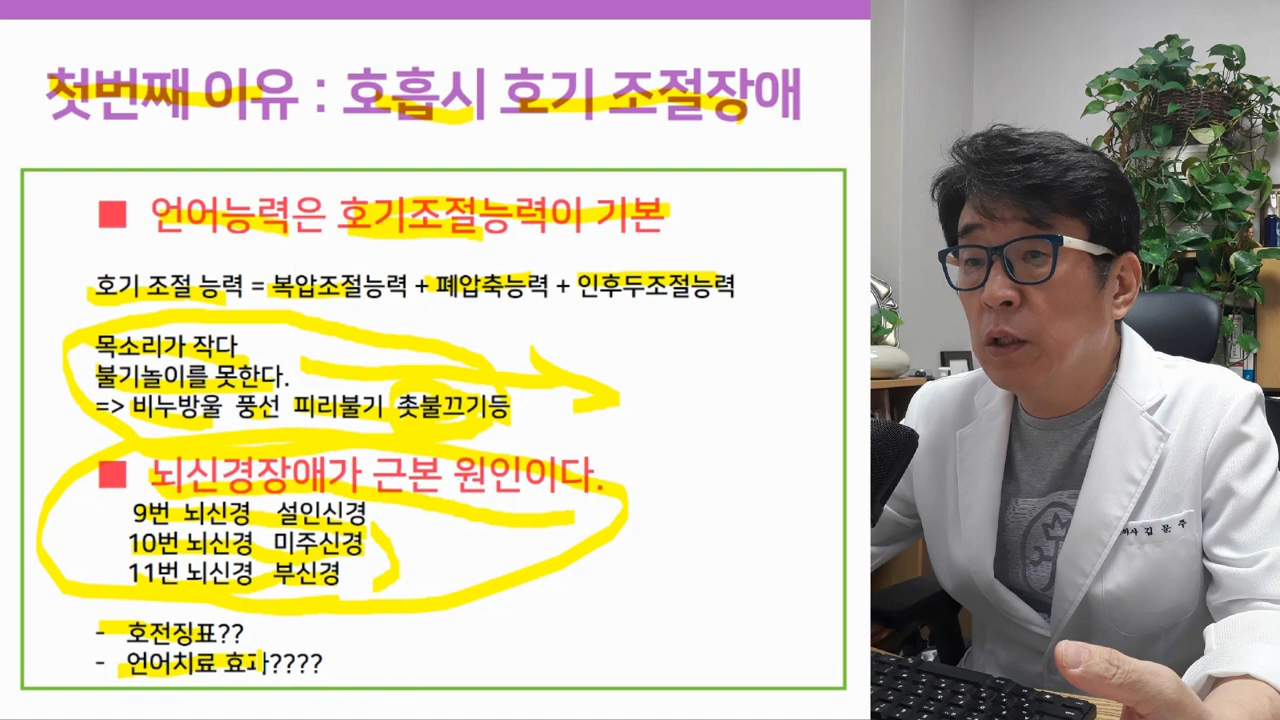 첫번째 이유 : 호흡시 호기 조절장애
■ 언어능력은 호기조절능력이 기본
호기 조절 능력 = 복압조절능력 + 폐압축능력 + 인후두조절능력
목소리가 작다
불기놀이를 못한다.
=> 비누방울 풍선 피리불기 촛불끄기등
■ 뇌신경장애가 근본 원인이다.
9번 뇌신경 설인신경
10번 뇌신경 미주신경
11번 뇌신경 부신경
- 호전징표??
- 언어치료 효과????
김문주